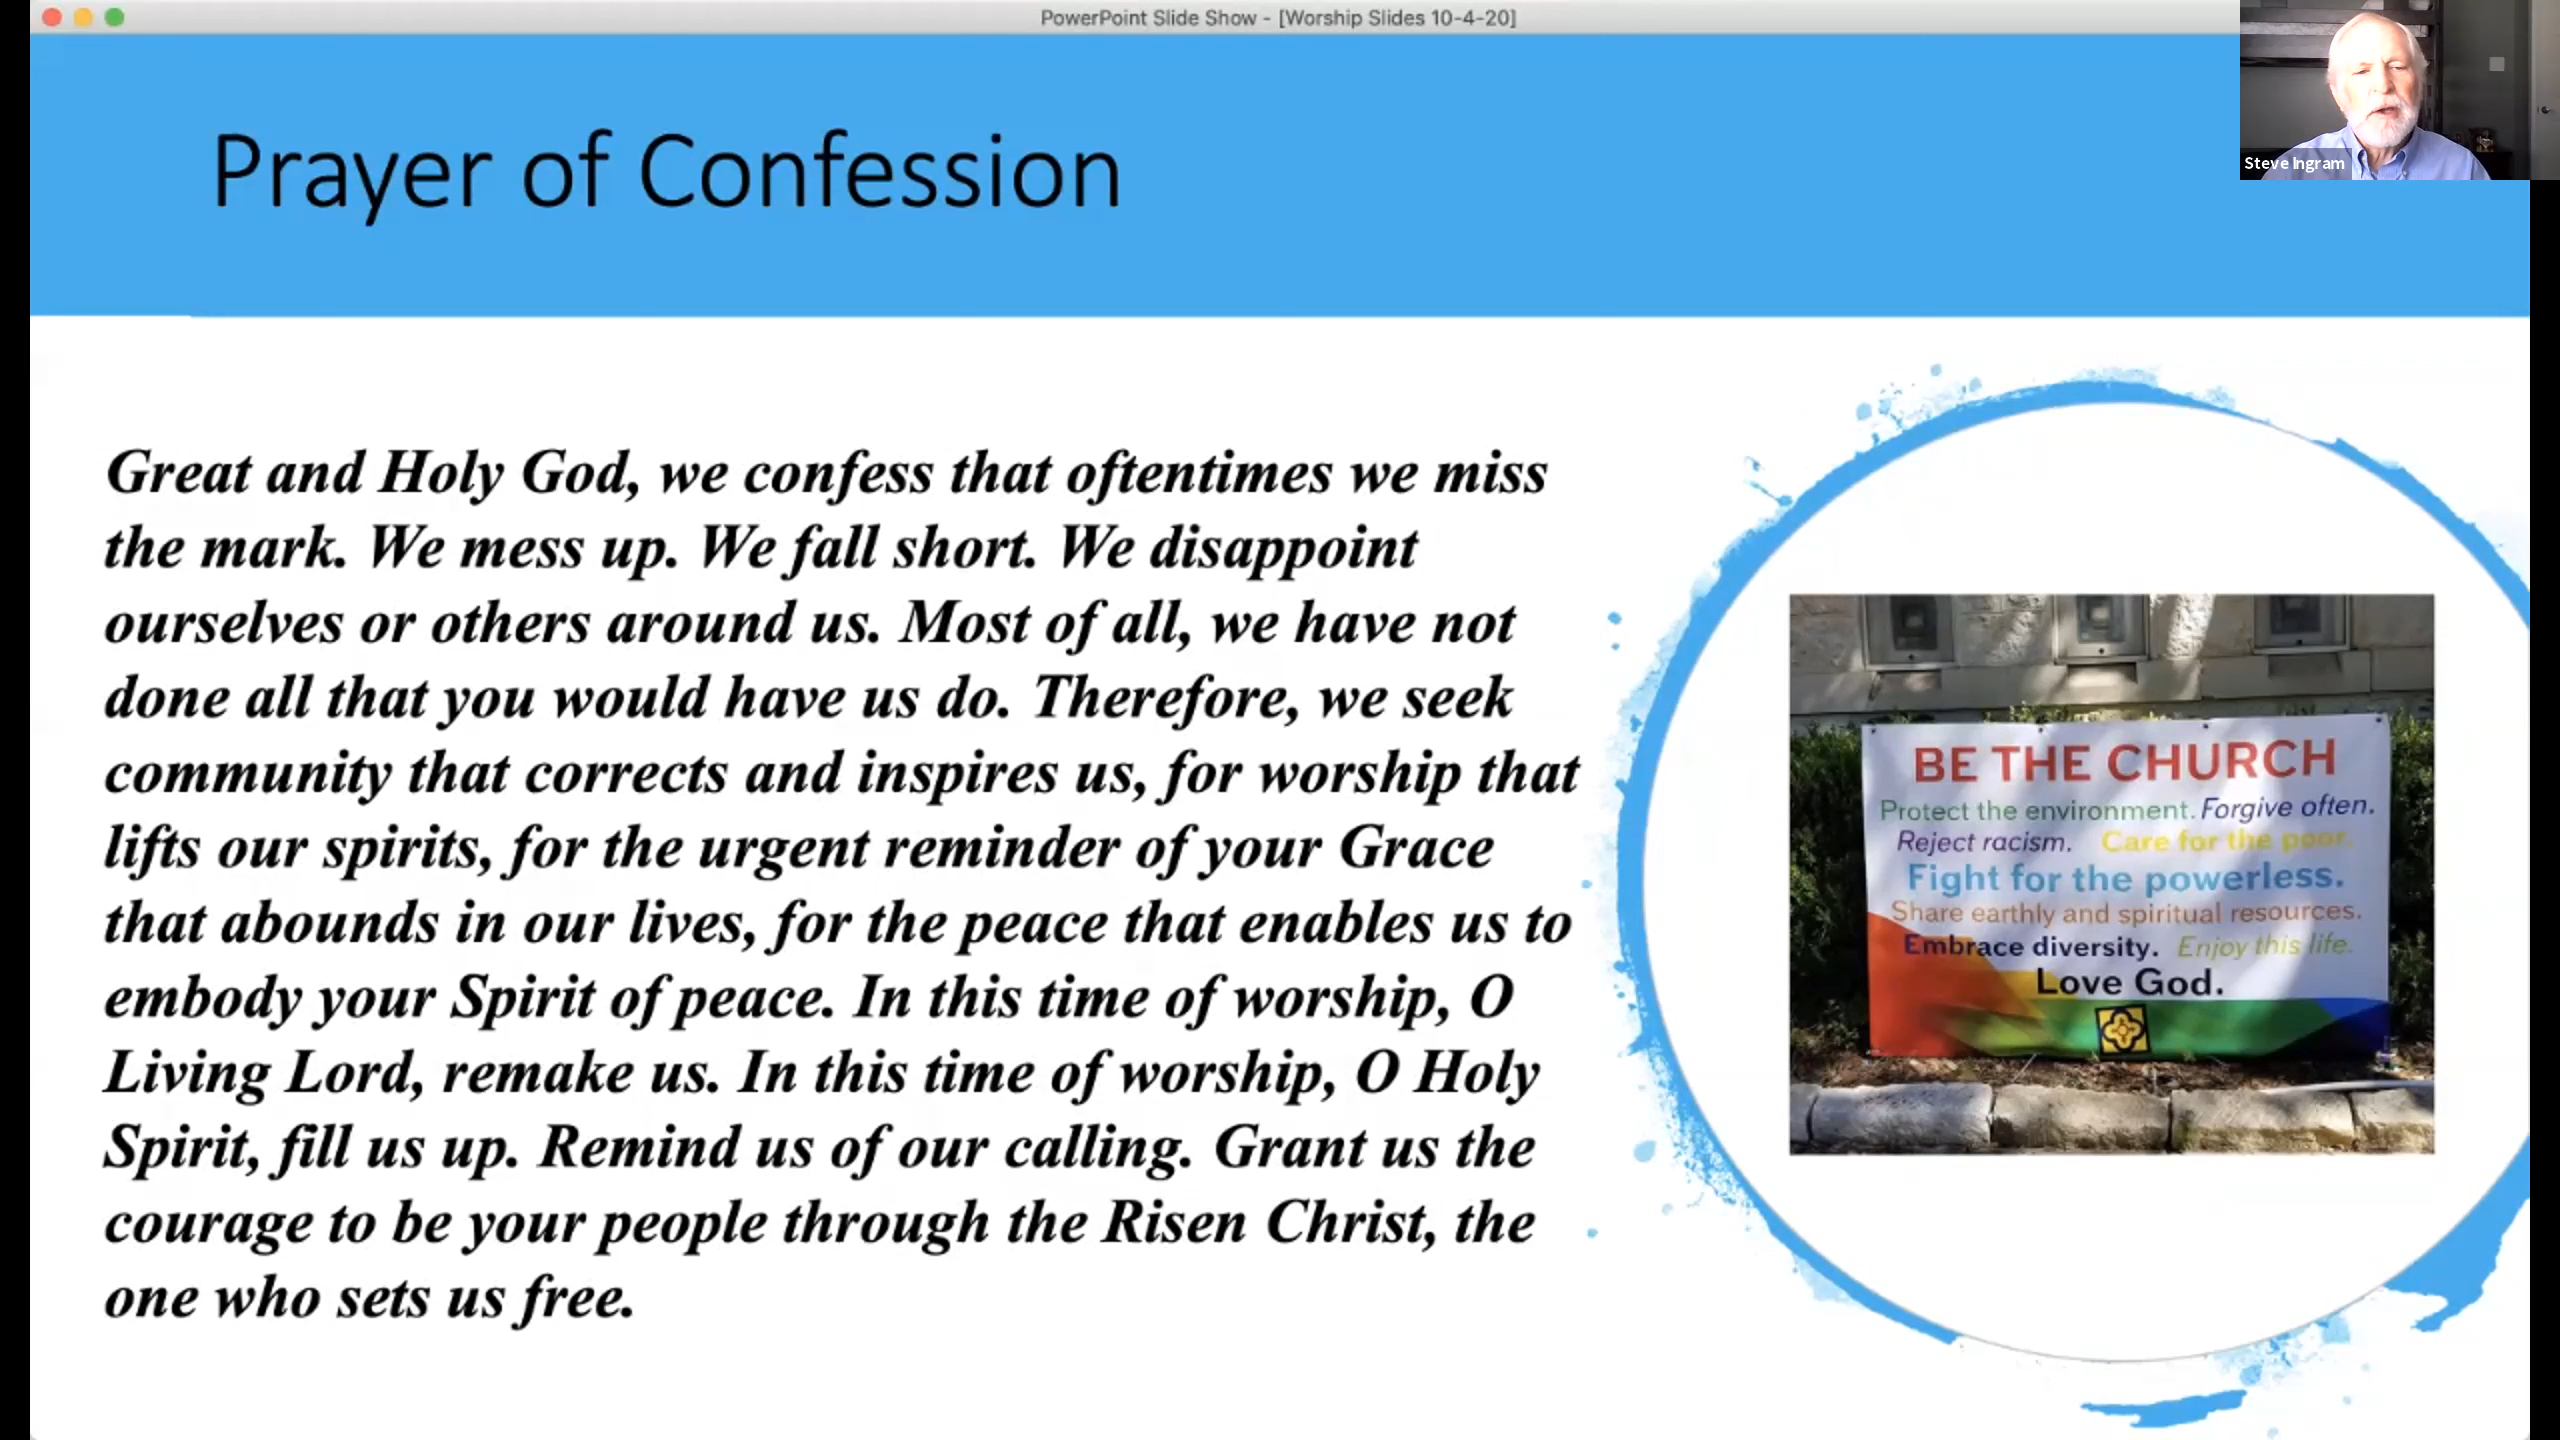 PowerPoint Slide Show - [Worship Slides 10-4-20]
Steve Ingram
Prayer of Confession
Great and Holy God, we confess that oftentimes we miss
the mark. We mess up. We fall short. We disappoint
ourselves or others around us. Most of all, we have not
done all that you would have us do. Therefore, we seek
community that corrects and inspires us, for worship that
lifts our spirits, for the urgent reminder of your Grace
that abounds in our lives, for the peace that enables us to
embody your Spirit of peace. In this time of worship, O
Living Lord, remake us. In this time of worship, O Holy
Spirit, fill us up. Remind us of our calling. Grant us the
courage to be your people through the Risen Christ, the
one who sets us free.
BE THE CHURCH
Protect the environment. Forgive often.
Reject racism. Care for the poor.
Fight for the powerless.
Share earthly and spiritual resources.
Embrace diversity. Enjoy this life.
Love God.